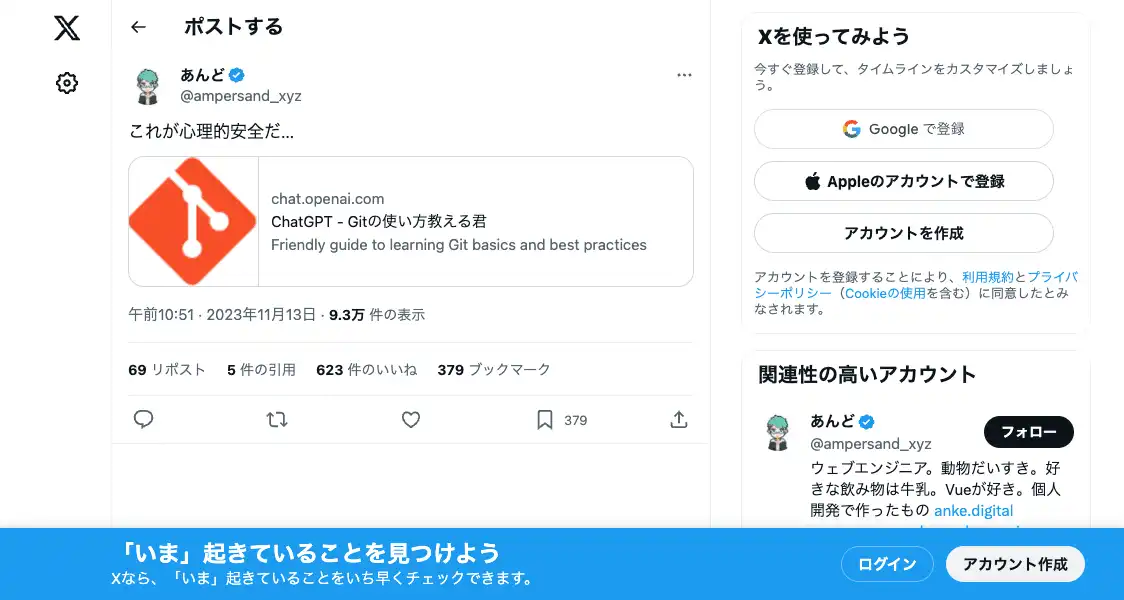 ポストする
あんど
@ampersand_xyz
これが心理的安全だ...
chat.openai.com
ChatGPT - Gitの使い方教える君
Friendly guide to learning Git basics and best practices
午前10:51 · 2023年11月13日 · 9.3万 件の表示
69 リポスト 5 件の引用 623 件のいいね 379 ブックマーク
379
Xを使ってみよう
今すぐ登録して、タイムラインをカスタマイズしましょ
う。
Google で登録
Appleのアカウントで登録
アカウントを作成
アカウントを登録することにより、利用規約とプライバ
シーポリシー（Cookieの使用を含む）に同意したとみ
なされます。
関連性の高いアカウント
あんど
@ampersand_xyz
フォロー
ウェブエンジニア。動物だいすき。好
きな飲み物は牛乳。Vueが好き。個人
開発で作ったもの anke.digital
「いま」起きていることを見つけよう
Xなら、「いま」起きていることをいち早くチェックできます。
ログイン
アカウント作成